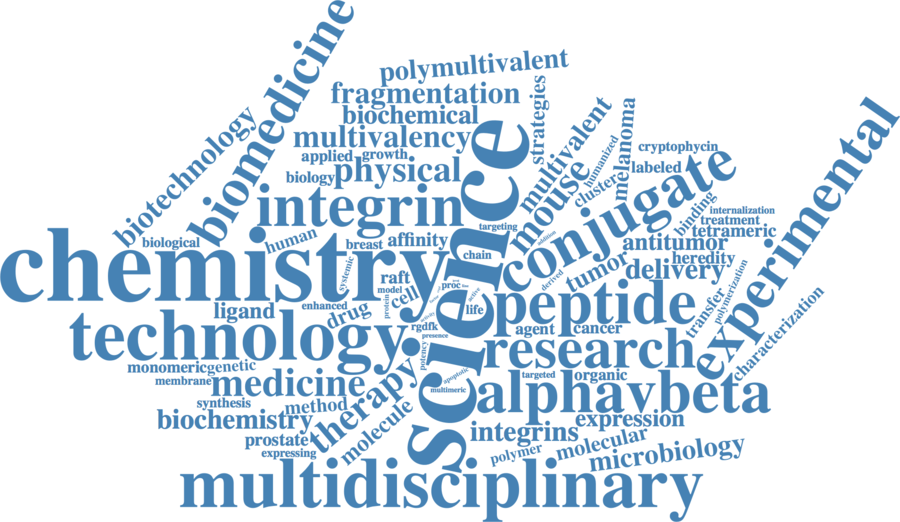 biomedicine
biotechnology
polymultivalent
fragmentation
biochemical
multivalency
applied
growth
biology
physical
strategies
multivalent
humanized
melanoma
cluster
mouse
cryptophycin
labeled
conjugate
experimental
integrin
science
biological
human
breast
affinity
targeting
addition
binding
internalization
treatment
tetrameric
antitumor
heredity
chemistry
systemic
chain
raft
cell
proc
derived
tumor
delivery
polymerization
transfer
characterization
protein
model
active
life
peptide
ligand
enhanced
drug
rgdfk
presence
agent
cancer
technology
potency
research
monomeric
genetic
membrane
medicine
apoptotic
multimeric
targeted
organic
alphavbeta
synthesis
method
therapy
molecule
biochemistry
prostate
expressing
integrins
expression
polymer
molecular
microbiology
multidisciplinary